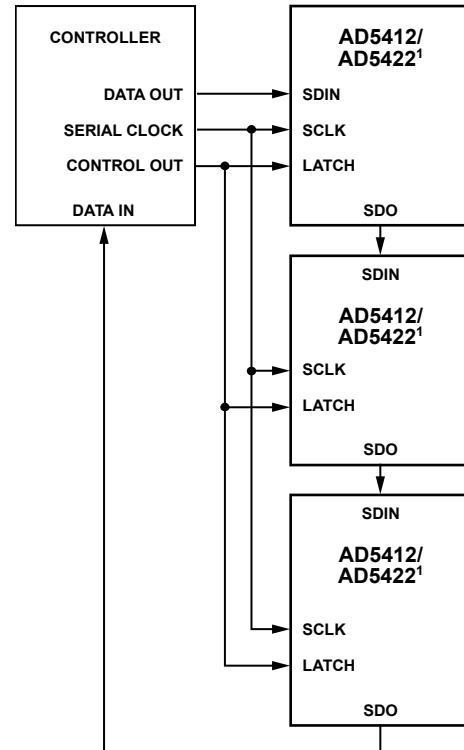 CONTROLLER
DATA OUT
SERIAL CLOCK
CONTROL OUT
DATA IN
AD5412/
AD5422¹
SDIN
SCLK
LATCH
SDO
SDIN
AD5412/
AD5422¹
SCLK
LATCH
SDO
SDIN
AD5412/
AD5422¹
SCLK
LATCH
SDO